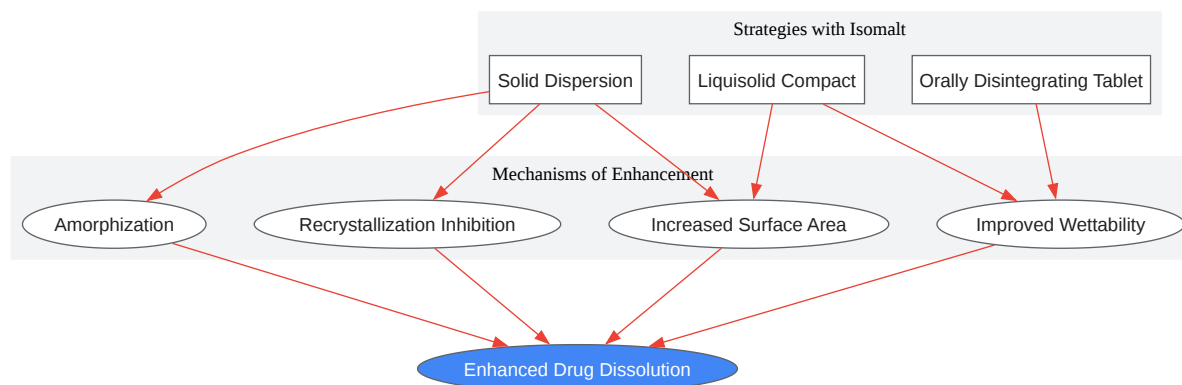 Strategies with Isomalt
Solid Dispersion
Liquisolid Compact
Orally Disintegrating Tablet
Mechanisms of Enhancement
Amorphization
Recrystallization Inhibition
Increased Surface Area
Improved Wettability
Enhanced Drug Dissolution